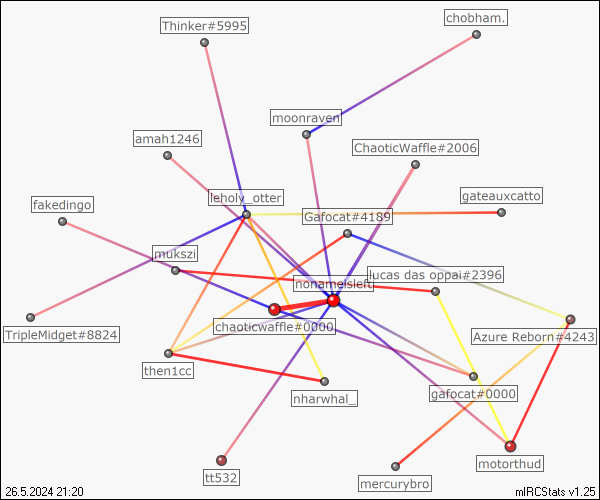 chobham.
Thinker#5995
moonraven
amah1246
ChaoticWaffle#2006
leholy_otter
gateauxcatto
fakedingo
Gafocat#4189
mukszi
lucas das oppai#2396
nonameisleft
chaoticwaffle#0000
TripleMidget#8824
Azure Reborn#4243
then1cc
gafocat#0000
nharwhal_
motorthud
tt532
mercurybro
26.5.2024 21:20
mIRCStats v1.25